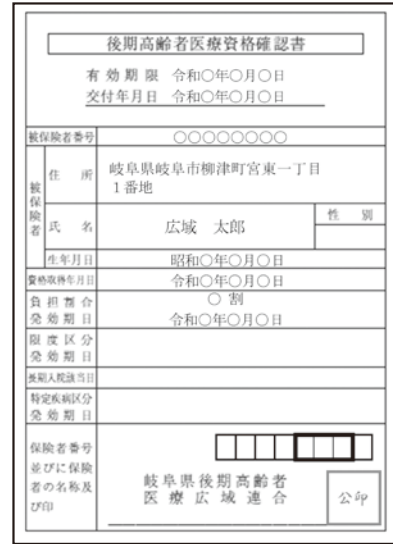 後期高齢者医療資格確認書
有効期限 令和○年○月○日
交付年月日 令和○年○月○日
被保険者番号 ○○○○○○○○
被保険者
住所 岐阜県岐阜市柳津町宮東一丁目
1番地
氏名 広域 太郎 性別
生年月日 昭和○年○月○日
資格取得年月日 令和○年○月○日
負担割合 ○割
発効期日 令和○年○月○日
限度区分
発効期日
長期入院該当日
特定疾病区分
発効期日
保険者番号
並びに保険
者の名称及
び印
岐阜県後期高齢者
医療広域連合
公印